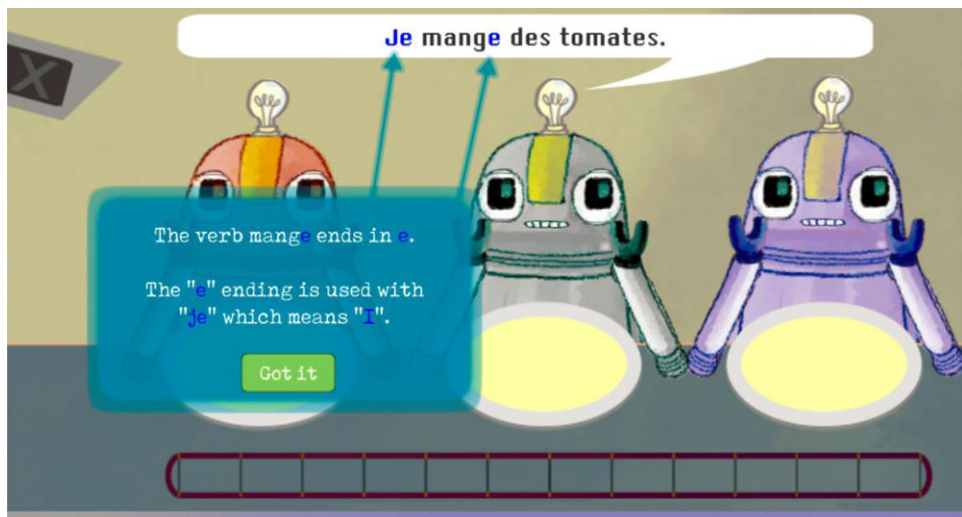 Je mange des tomates.
X
The verb mange ends in e.
The "e" ending is used with
"je" which means "I".
Got it